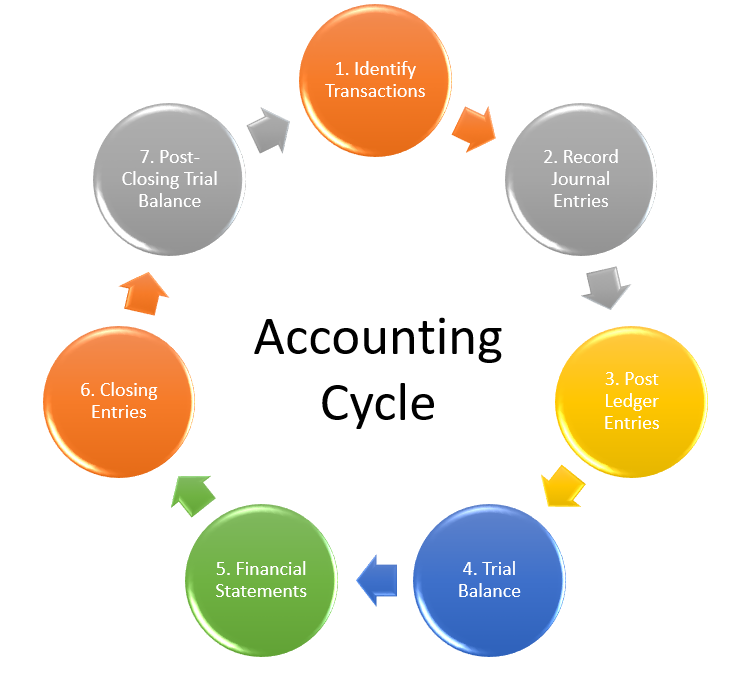 1. Identify
Transactions
2. Record
Journal
Entries
3. Post
Ledger
Entries
4. Trial
Balance
5. Financial
Statements
6. Closing
Entries
7. Post-
Closing Trial
Balance
Accounting
Cycle